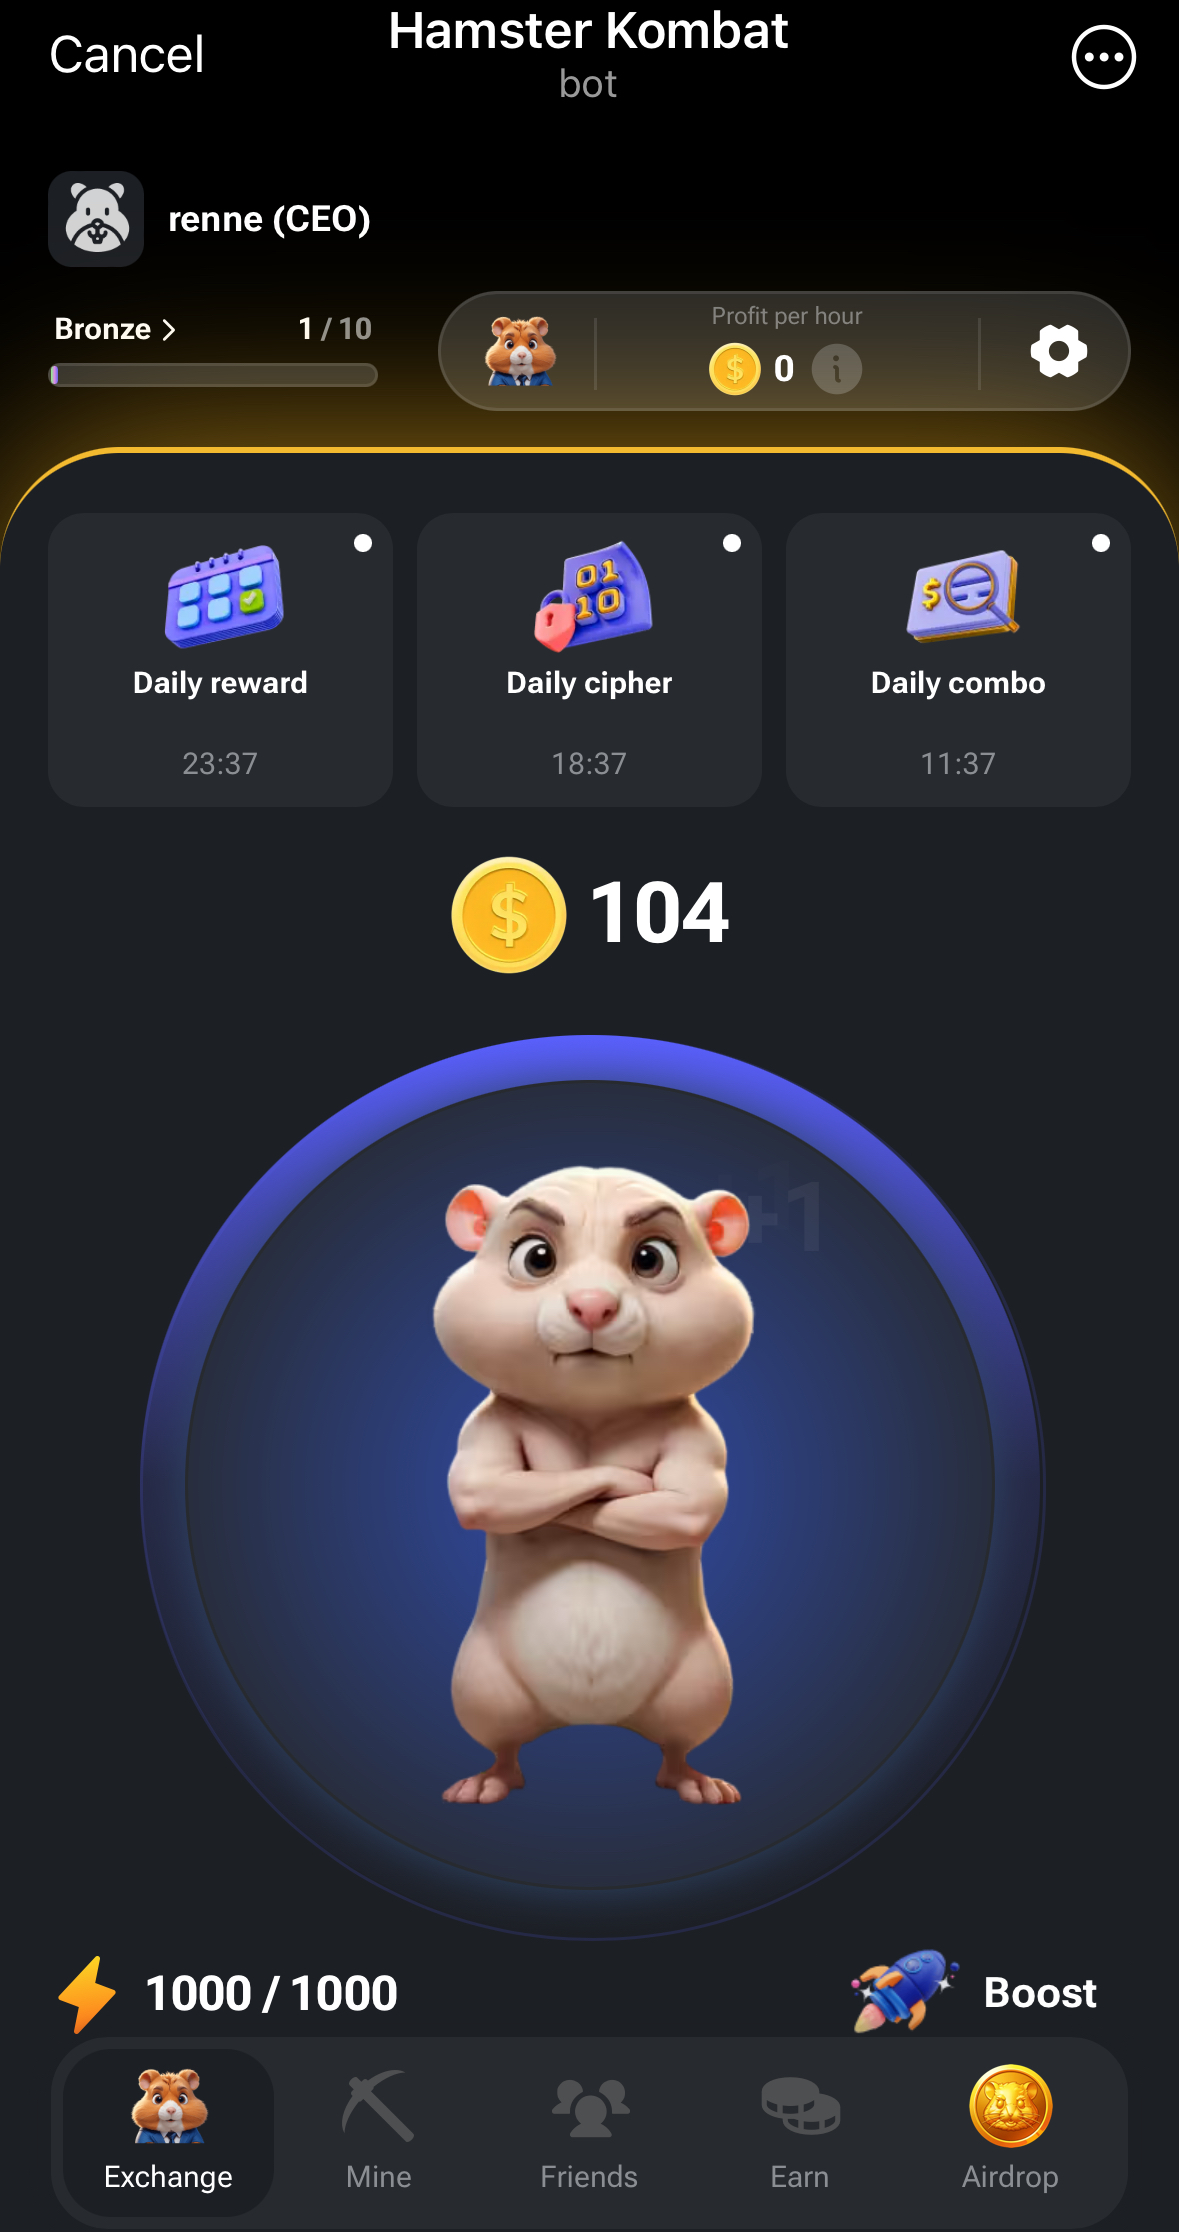 Cancel
Hamster Kombat
bot
renne (CEO)
Bronze
1 / 10
Profit per hour
$ 0 i
01
10
$
Daily reward
Daily cipher
Daily combo
23:37
18:37
11:37
$ 104
+1
1000 / 1000
Boost
Exchange
Mine
Friends
Earn
Airdrop